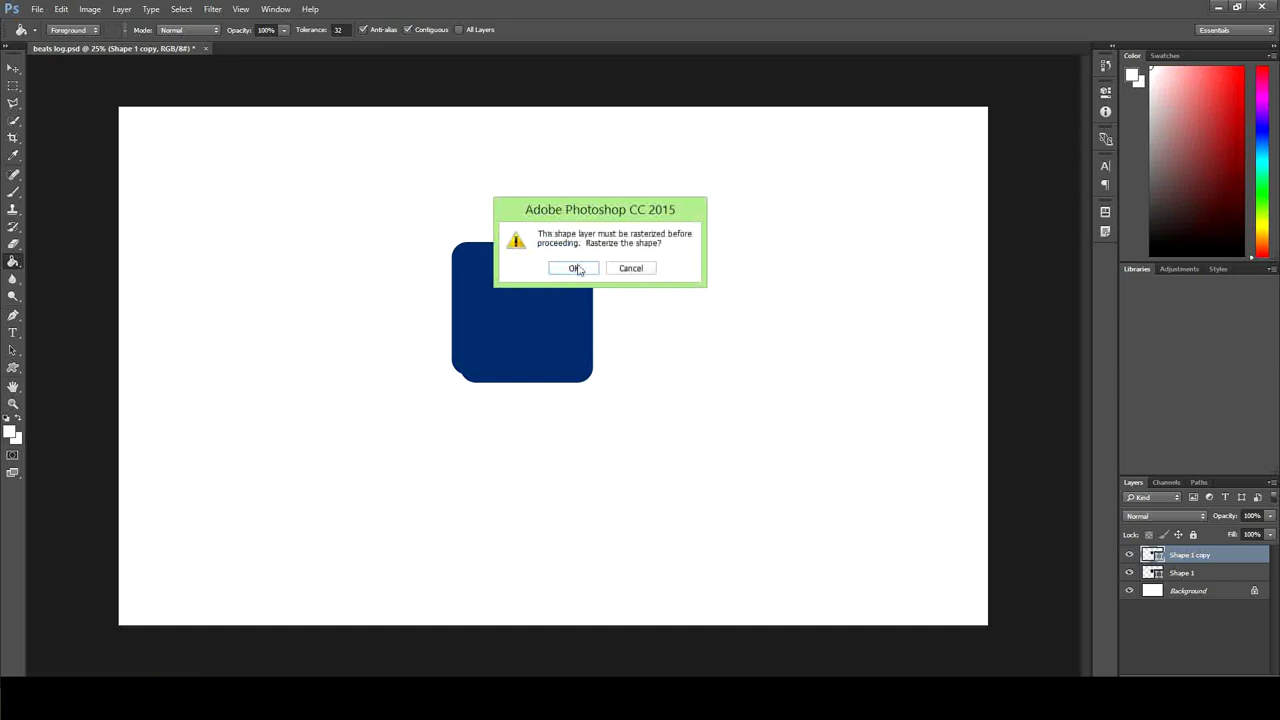 Ps File Edit Image Layer Type Select Filter View Window Help
Foreground Mode: Normal Opacity: 100% Tolerance: 32 Anti-alias Contiguous All Layers Essentials
beats log.psd @ 25% (Shape 1 copy, RGB/8#) * ×
Color Swatches
Adobe Photoshop CC 2015
This shape layer must be rasterized before
proceeding. Rasterize the shape?
OK Cancel
Libraries Adjustments Styles
Layers Channels Paths
Kind
Normal Opacity: 100%
Lock: Fill: 100%
Shape 1 copy
Shape 1
Background